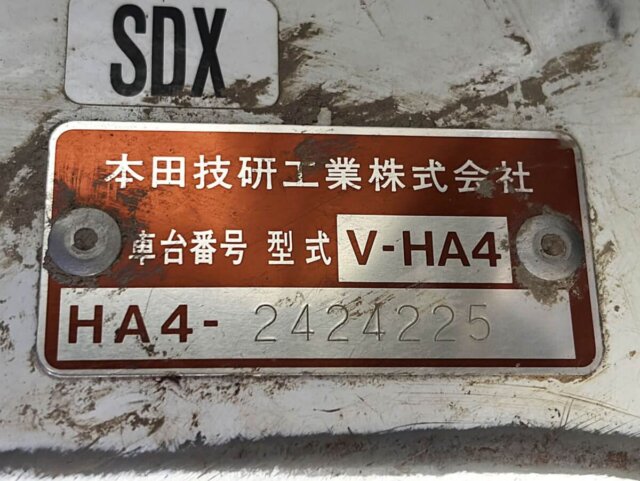 SDX
本田技研工業株式会社
車台番号 型式 V-HA4
HA4- 2424225